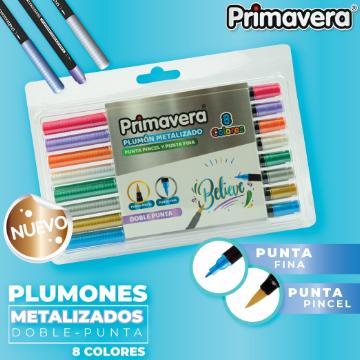 Primavera®
Primavera
PLUMÓN METALIZADO
PUNTA PINCEL Y PUNTA FINA
8
Colores
Believe
DOBLE PUNTA
NUEVO
PUNTA
FINA
PUNTA
PINCEL
PLUMONES
METALIZADOS
DOBLE-PUNTA
8 COLORES